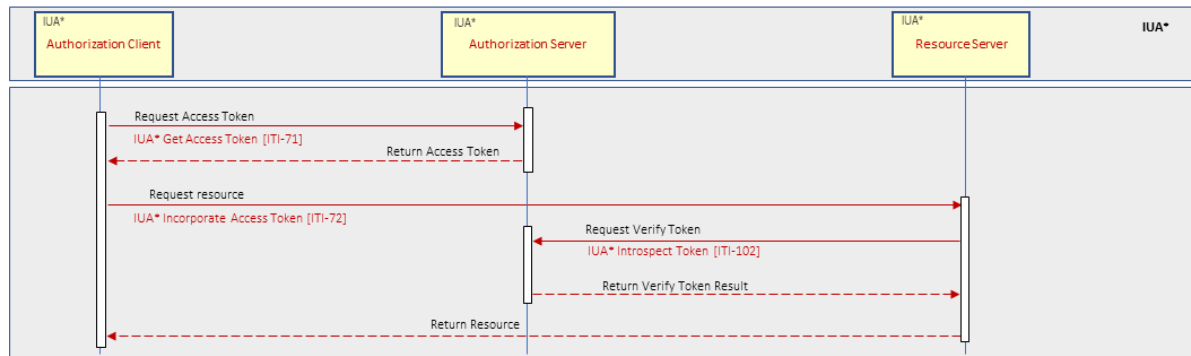 IUA*
Authorization Client
IUA*
Authorization Server
IUA*
Resource Server
IUA*
Request Access Token
IUA* Get Access Token [ITI-71]
Return Access Token
Request resource
IUA* Incorporate Access Token [ITI-72]
Request Verify Token
IUA* Introspect Token [ITI-102]
Return Verify Token Result
Return Resource